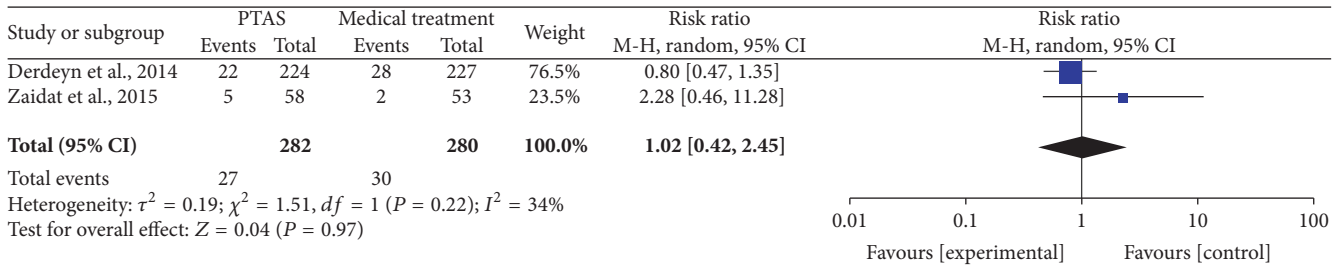 Study or subgroup PTAS Medical treatment Weight Risk ratio Risk ratio
Events Total Events Total M-H, random, 95% CI M-H, random, 95% CI
Derdeyn et al., 2014 22 224 28 227 76.5% 0.80 [0.47, 1.35]
Zaidat et al., 2015 5 58 2 53 23.5% 2.28 [0.46, 11.28]
Total (95% CI) 282 280 100.0% 1.02 [0.42, 2.45]
Total events 27 30
Heterogeneity: τ² = 0.19; χ² = 1.51, df = 1 (P = 0.22); I² = 34%
Test for overall effect: Z = 0.04 (P = 0.97)
0.01 0.1 1 10 100
Favours [experimental] Favours [control]